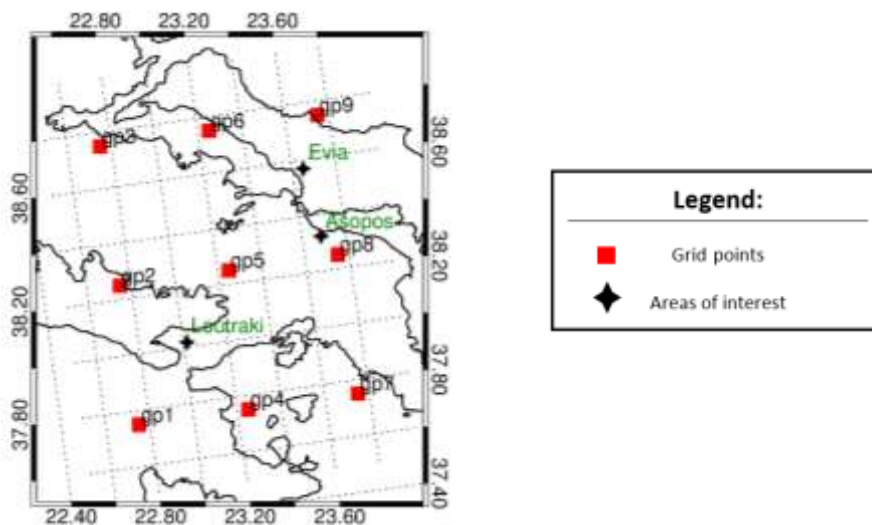 22.80 23.20 23.60
gp9
gp6
gp3
38.60
Evia
38.60
Asopos
gp8
38.20
gp5
gp2
38.20
Loutraki
37.80
gp7
gp4
gp1
37.80
37.40
22.40 22.80 23.20 23.60
Legend:
Grid points
Areas of interest